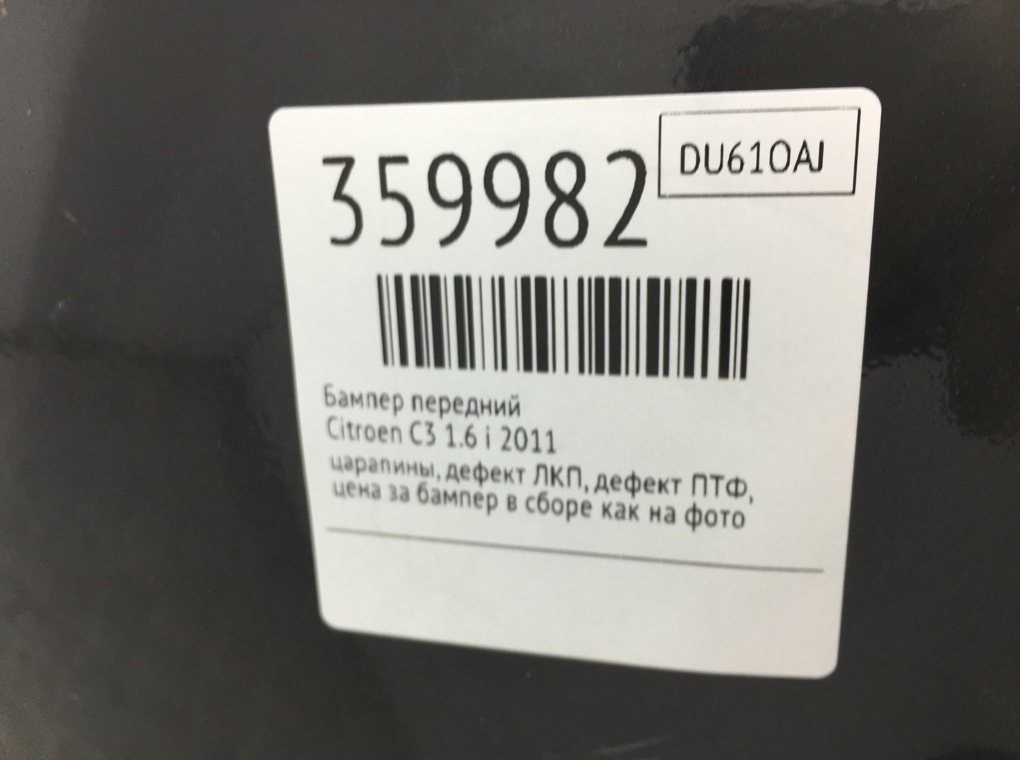 359982
DU610AJ
Бампер передний
Citroen C3 1.6 i 2011
царапины, дефект ЛКП, дефект ПТФ,
цена за бампер в сборе как на фото